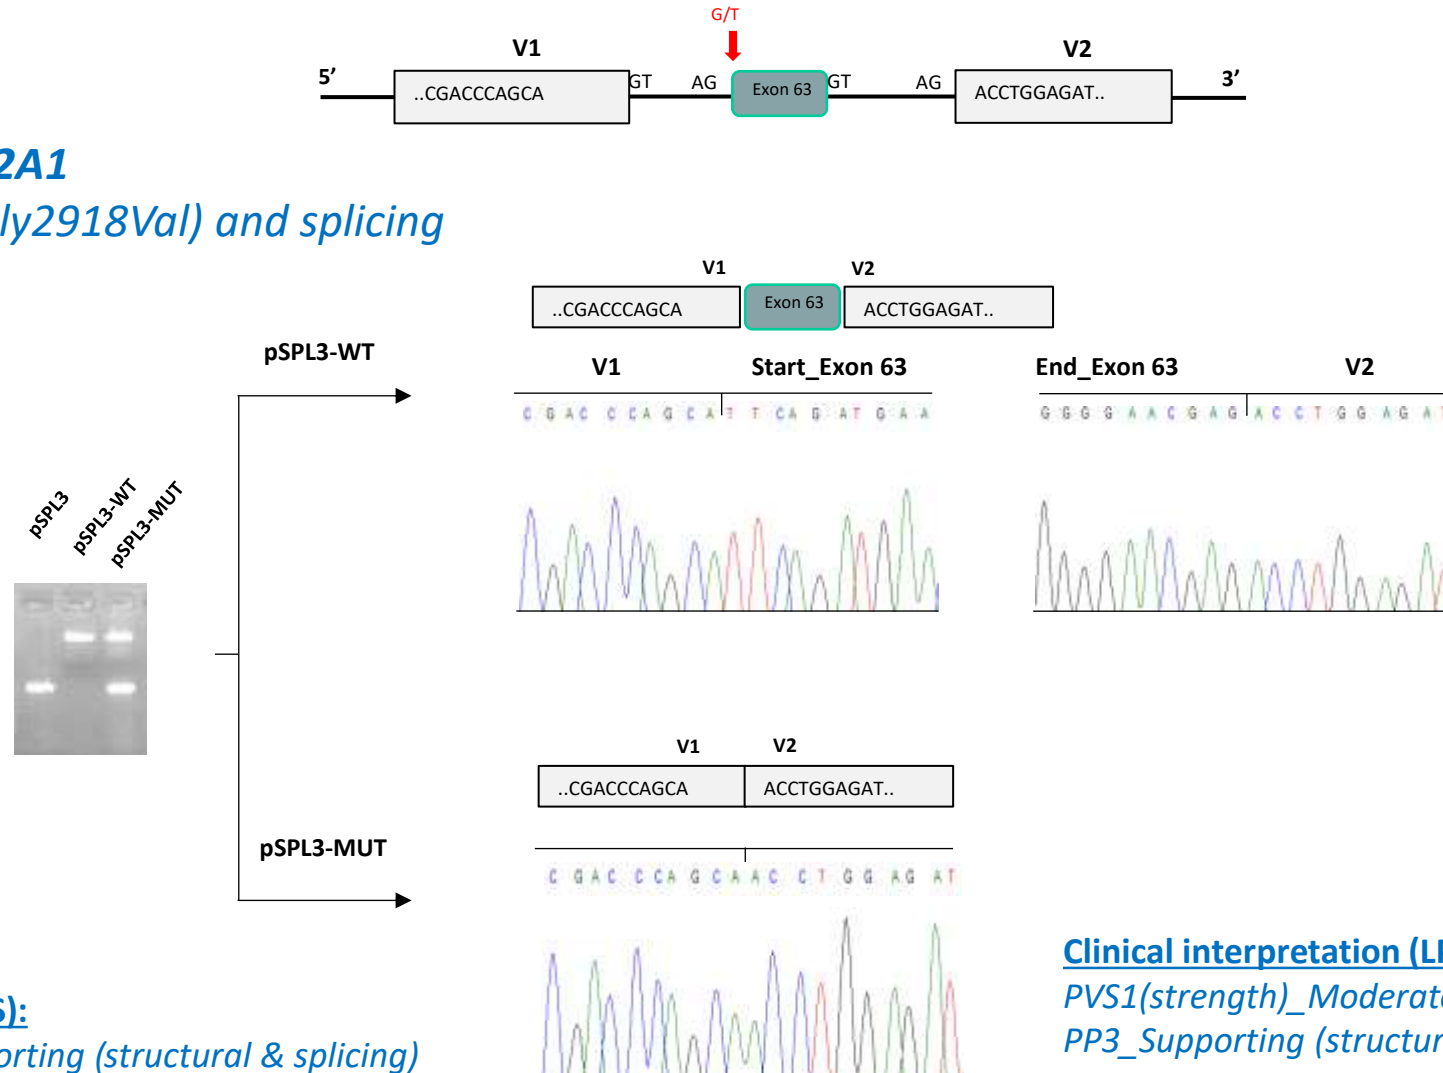 G/T
V1
V2
5’
..CGACCCAGCA
GT
AG
Exon 63
GT
AG
ACCTGGAGAT..
3’
2A1
ly2918Val) and splicing
V1
V2
..CGACCCAGCA
Exon 63
ACCTGGAGAT..
pSPL3-WT
V1
Start_Exon 63
End_Exon 63
V2
C G A C C C A G C A T T C A G A T G A A
G G G G A A C G A G A C C T G G A G A T
pSPL3
pSPL3-WT
pSPL3-MUT
V1
V2
..CGACCCAGCA
ACCTGGAGAT..
pSPL3-MUT
C G A C C C A G C A A C C T G G A G A T
Clinical interpretation (L
PVS1(strength)_Moderat
PP3_Supporting (structur
S):
orting (structural & splicing)